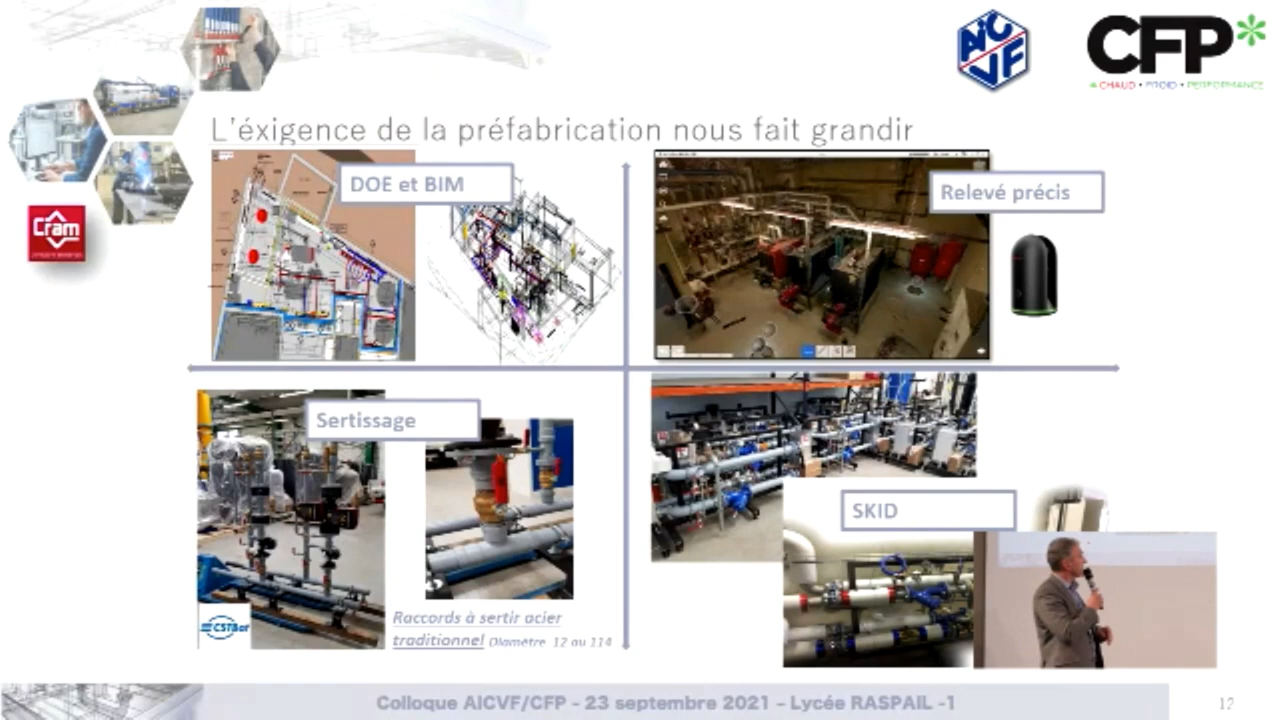 AICVF
CFP*
CHAUD • FROID • PERFORMANCE
L'éxigence de la préfabrication nous fait grandir
DOE et BIM
Relevé précis
Cram
Sertissage
SKID
CSTBat
Raccords à sertir acier
traditionnel Diamètre 12 au 114
Colloque AICVF/CFP - 23 septembre 2021 - Lycée RASPAIL -1
12